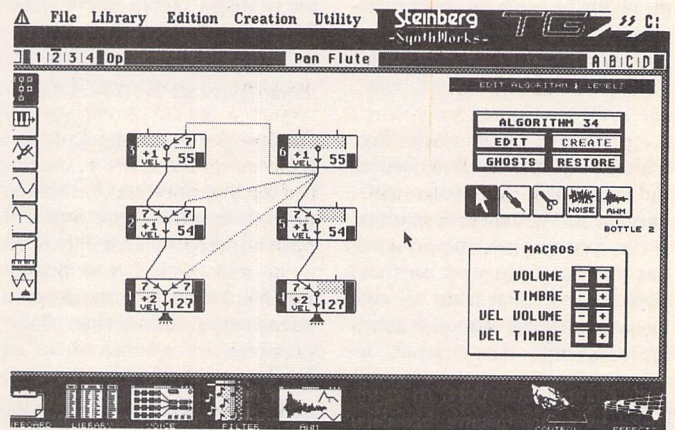 File Library Edition Creation Utility
Steinberg
-SynthWorks-
TG77
1 2 3 4 Op
Pan Flute
A B C D
EDIT ALGORITHM & LEVELS
ALGORITHM 34
EDIT CREATE
GHOSTS RESTORE
NOISE AWM
BOTTLE 2
MACROS
VOLUME - +
TIMBRE - +
VEL VOLUME - +
VEL TIMBRE - +
3 7 +1 VEL 55
6 +1 VEL 55
2 7 7 +1 VEL 54
5 7 +1 VEL 54
1 7 7 +2 VEL 127
7 +2 VEL 127
LIBRARY VOICE FILTER AWM CONTROL EFFECTS